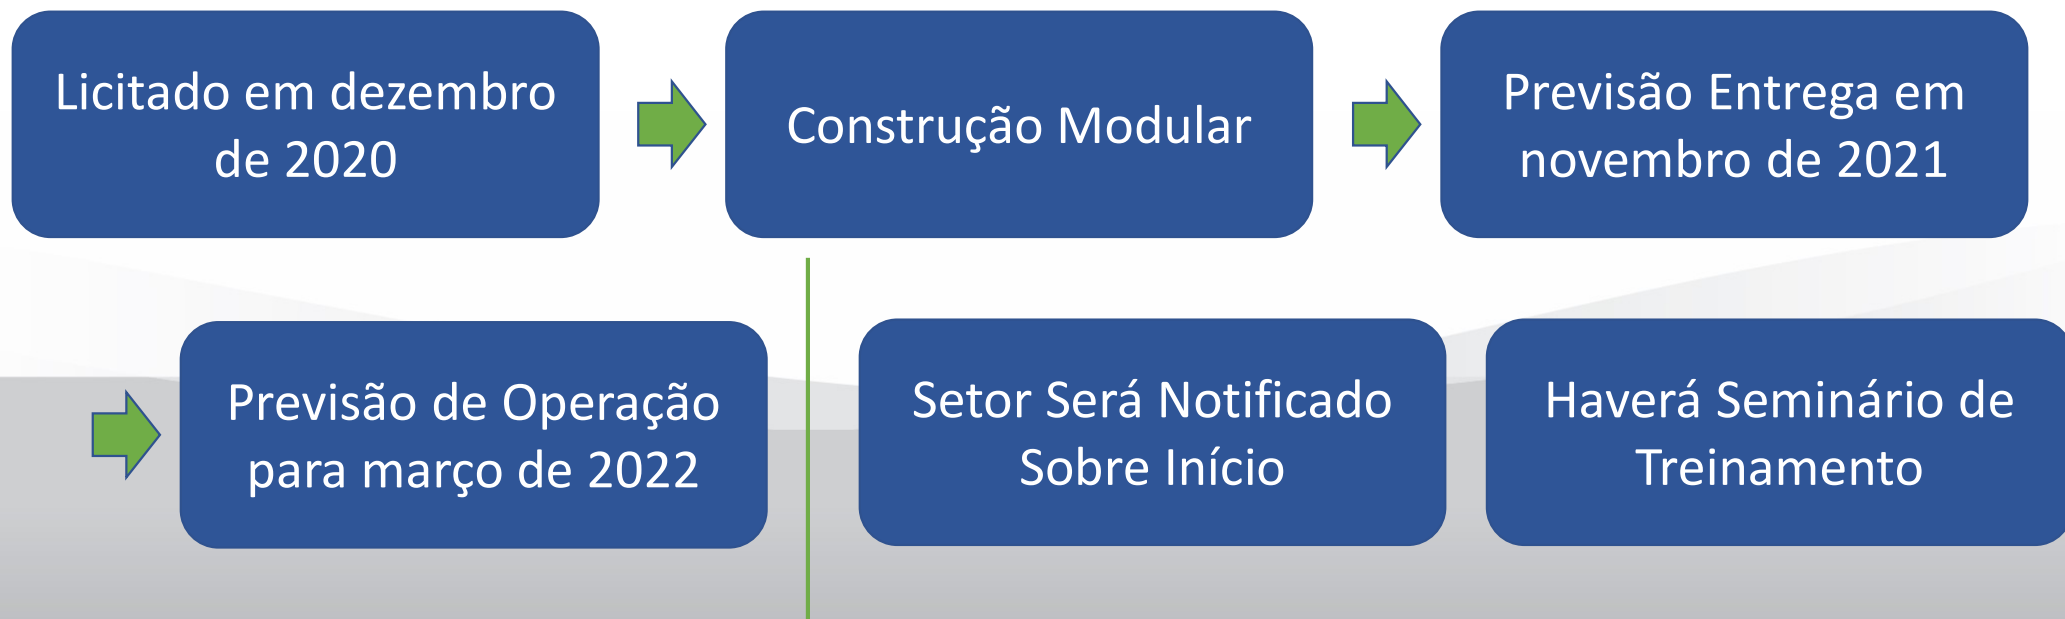 Licitado em dezembro
de 2020
Construção Modular
Previsão Entrega em
novembro de 2021
Previsão de Operação
para março de 2022
Setor Será Notificado
Sobre Início
Haverá Seminário de
Treinamento